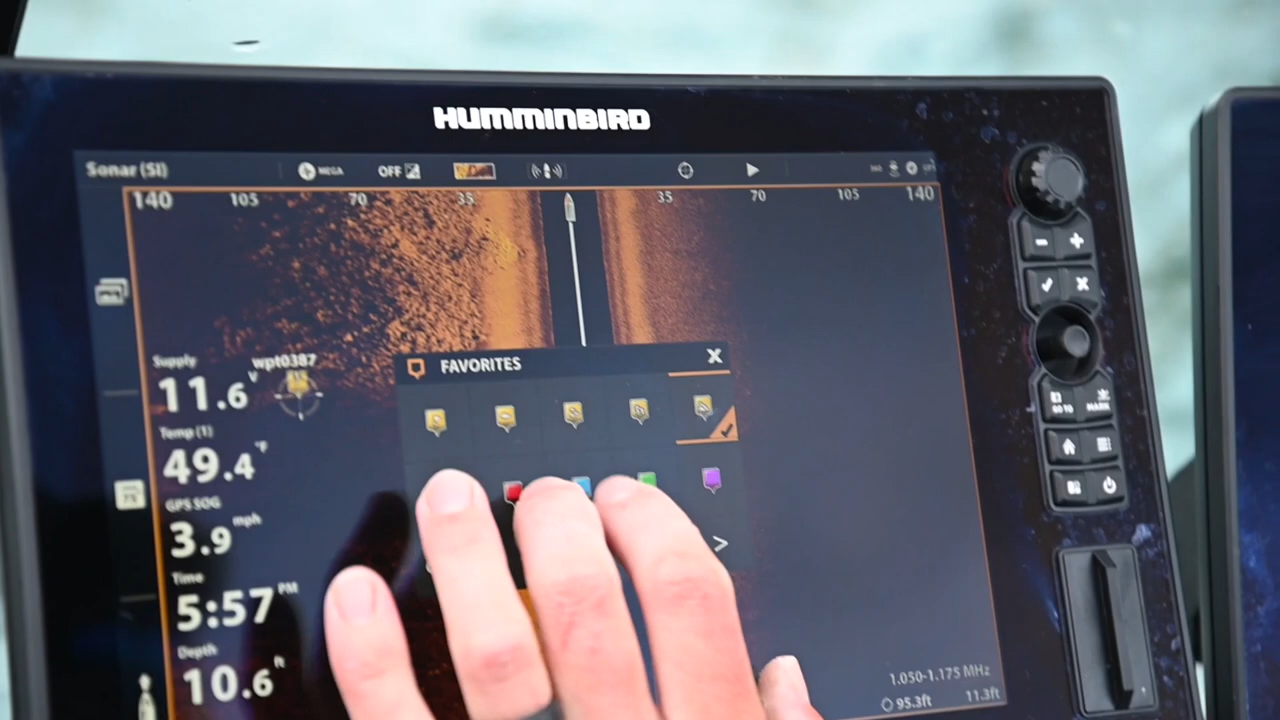 HUMMINBIRD
Sonar (SI)
MEGA
OFF
140 105 70 35 35 70 105 140
Supply
11.6 V
wpt0387
Temp (1)
49.4 °F
GPS SOG
3.9 mph
Time
5:57 PM
Depth
10.6 ft
FAVORITES
GO TO
MARK
75°
1.050-1.175 MHz
95.3ft 11.3ft